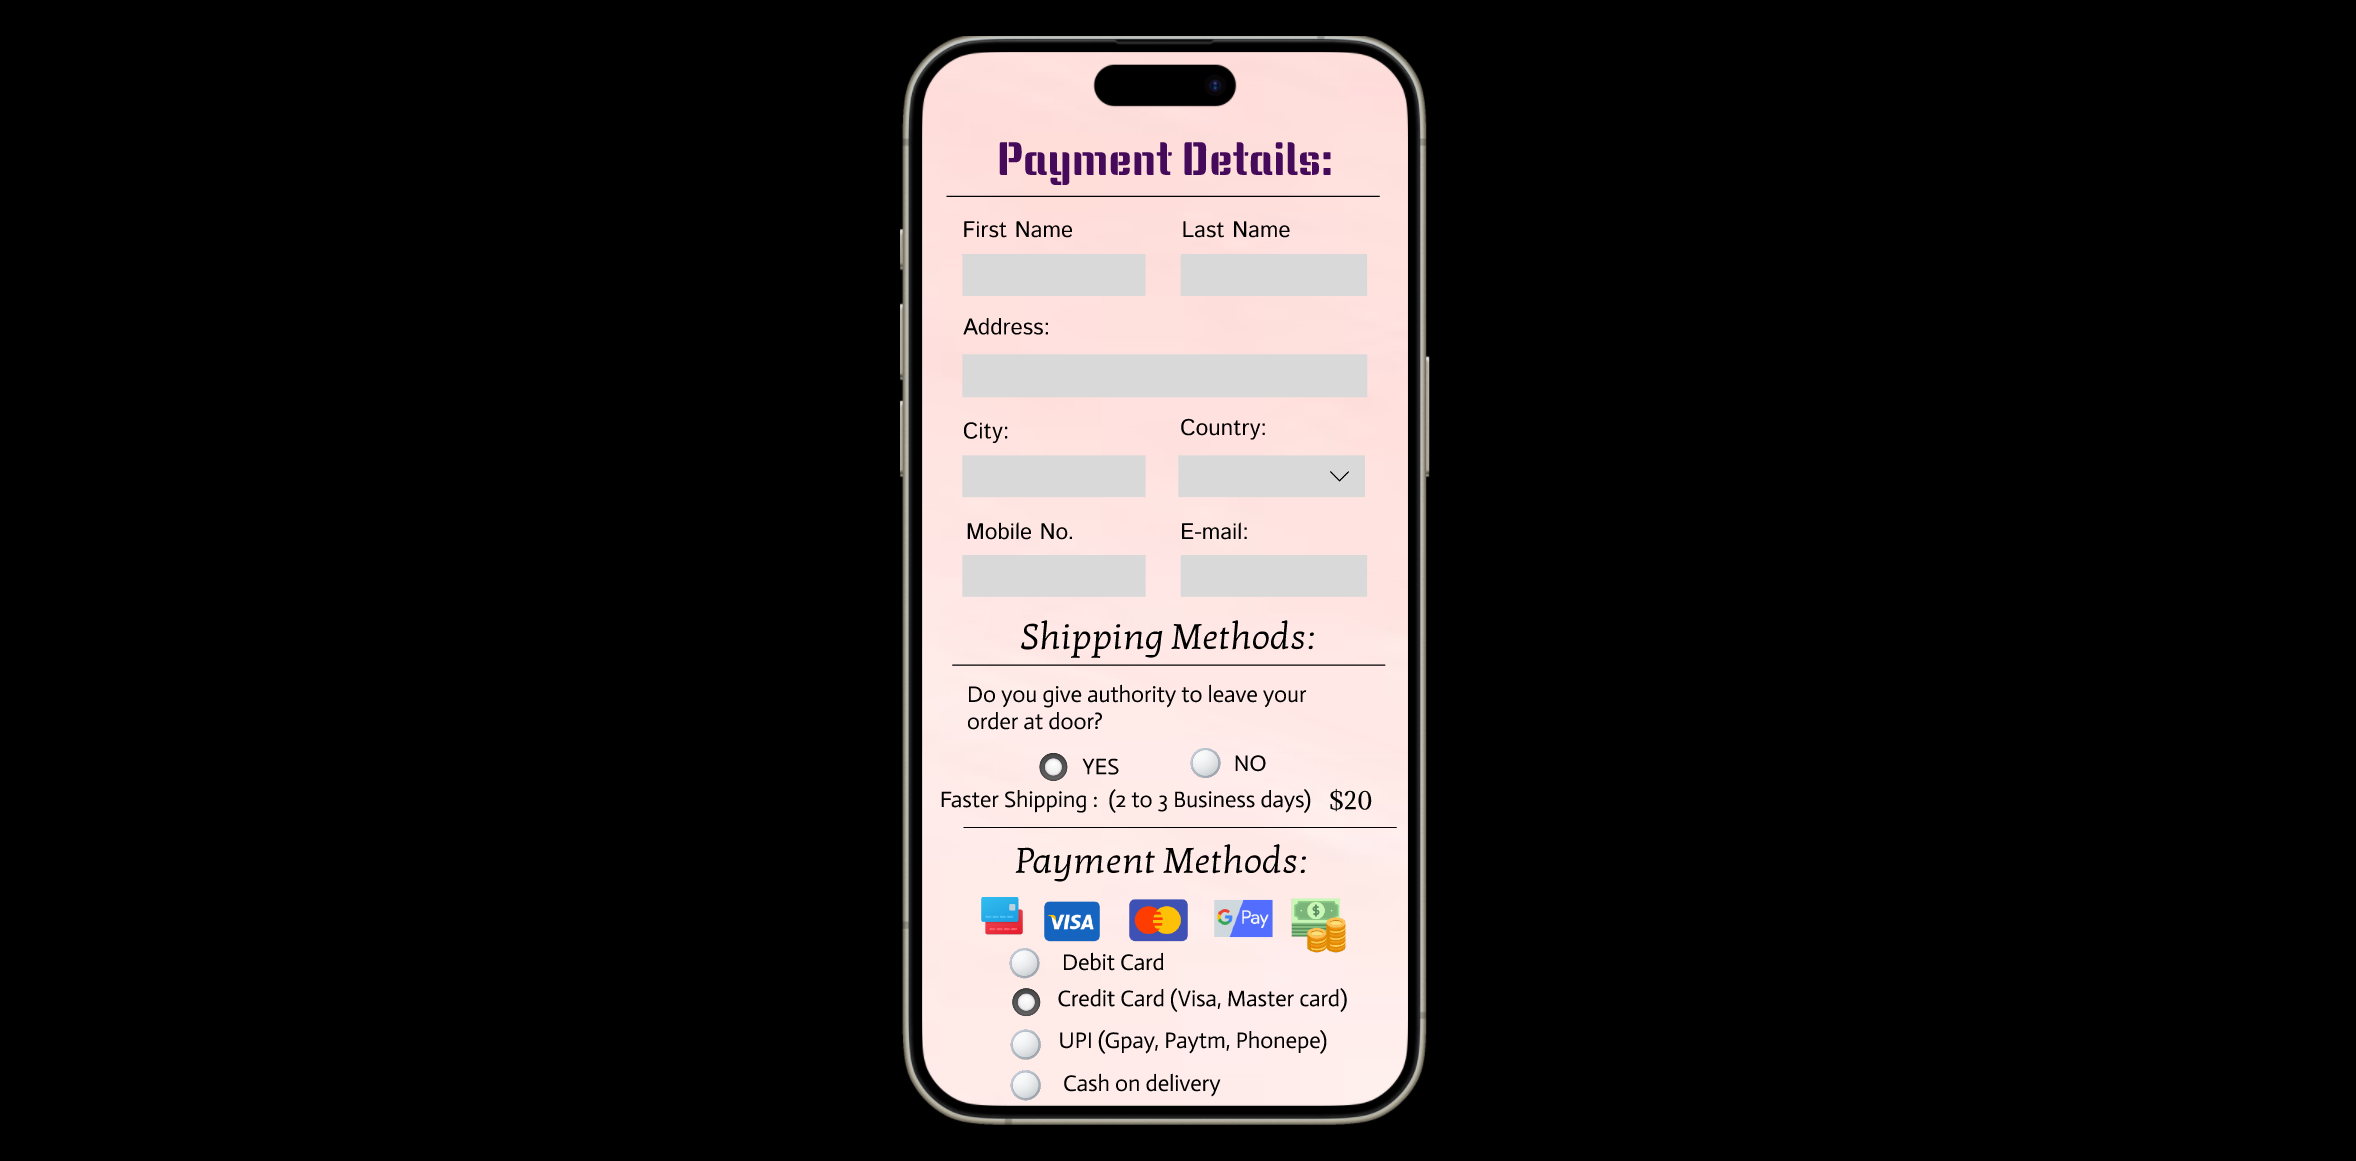 Payment Details:
First Name Last Name
Address:
City: Country:
Mobile No. E-mail:
Shipping Methods:
Do you give authority to leave your
order at door?
YES NO
Faster Shipping : (2 to 3 Business days) $20
Payment Methods:
VISA G Pay $
Debit Card
Credit Card (Visa, Master card)
UPI (Gpay, Paytm, Phonepe)
Cash on delivery